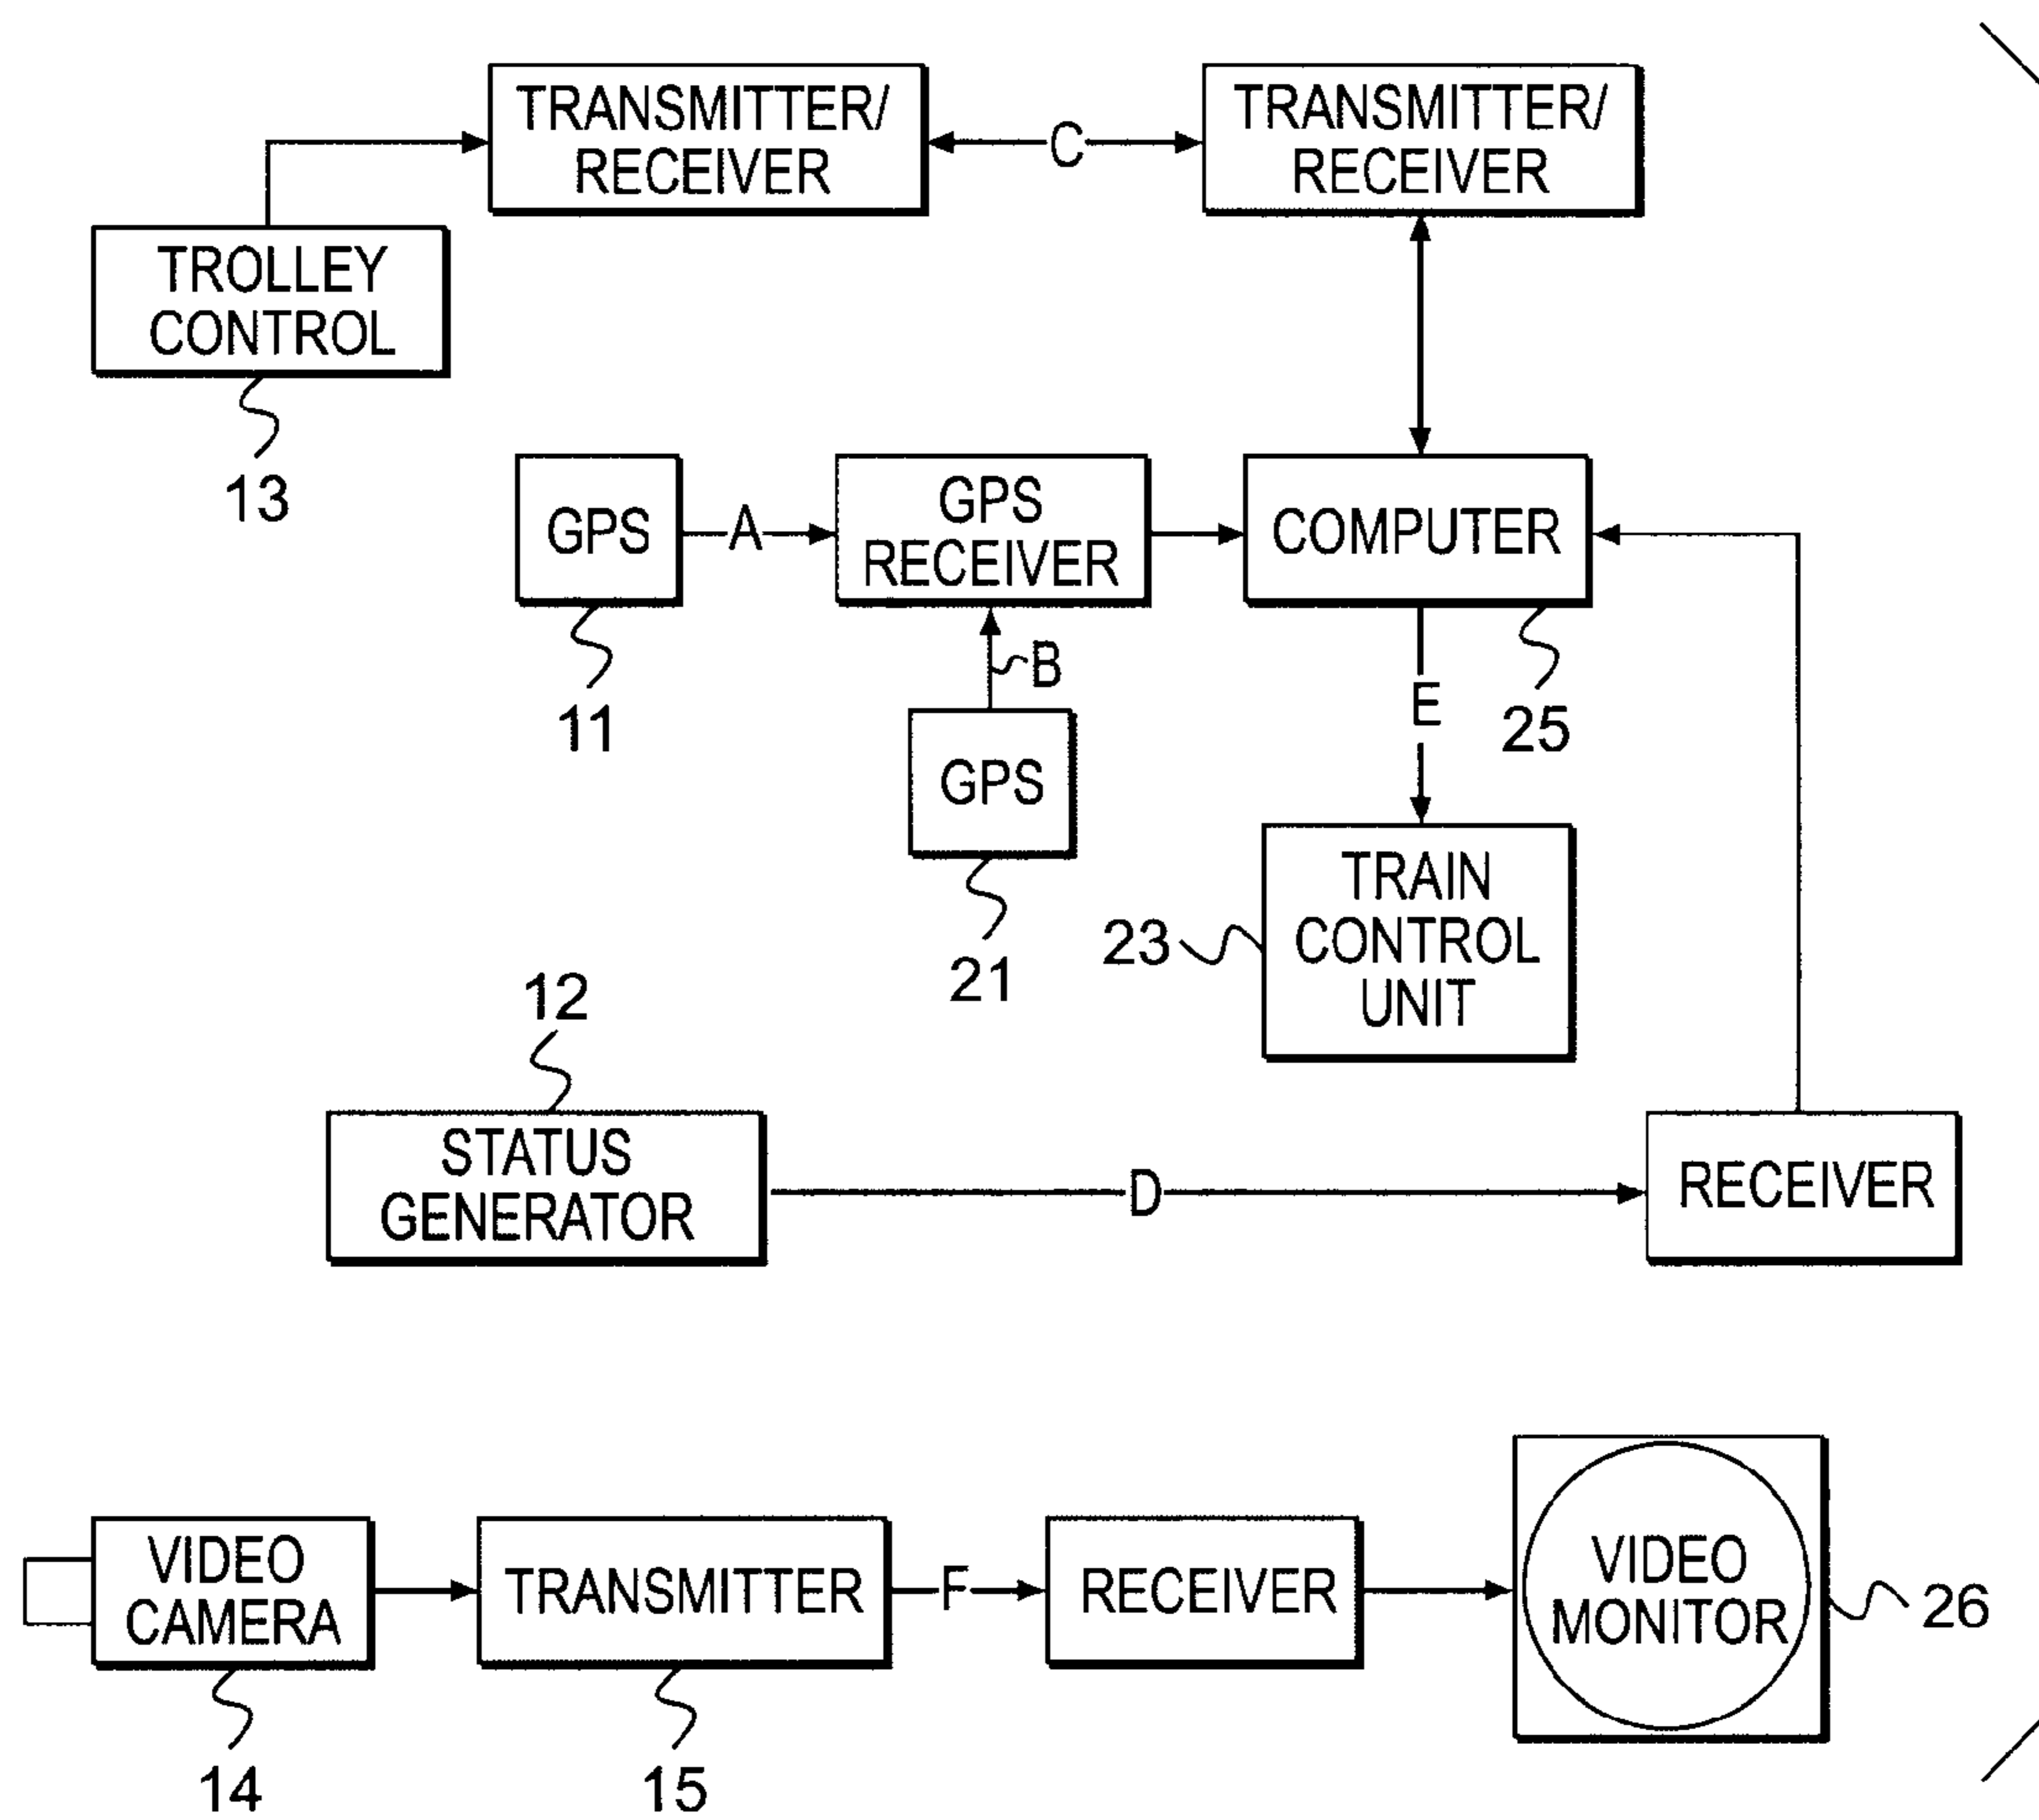 TRANSMITTER/
RECEIVER
C
TRANSMITTER/
RECEIVER
TROLLEY
CONTROL
13
GPS
11
A
GPS
RECEIVER
B
GPS
21
COMPUTER
25
E
TRAIN
CONTROL
UNIT
23
12
STATUS
GENERATOR
D
RECEIVER
VIDEO
CAMERA
14
TRANSMITTER
15
F
RECEIVER
VIDEO
MONITOR
26